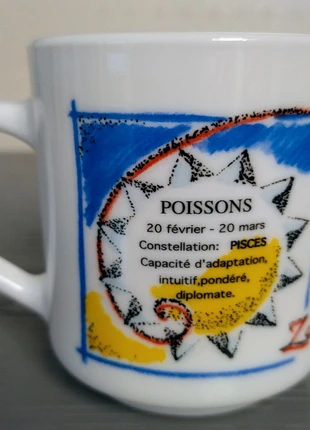 POISSONS
20 février - 20 mars
Constellation: PISCES
Capacité d'adaptation,
intuitif,pondéré,
diplomate.